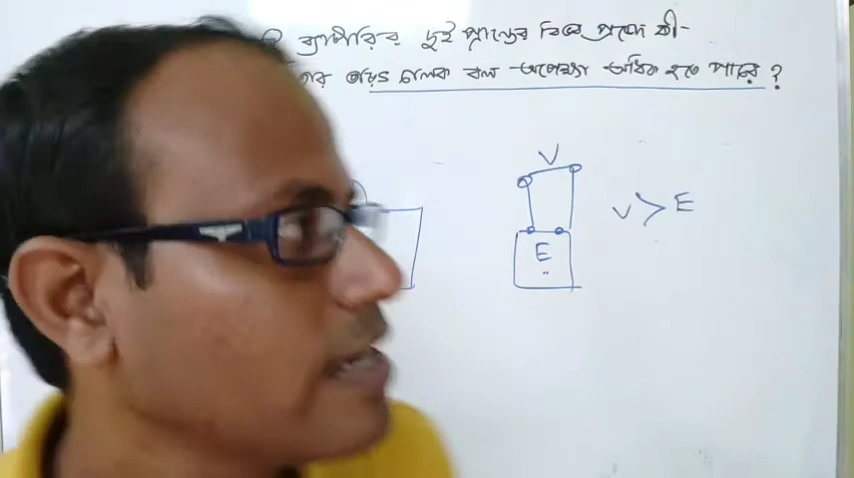 ব্যাটারির দুই প্রান্তের বিভব প্রভেদ কী-
তড়িৎ চালক বল অপেক্ষা অধিক হতে পারে ?
V
V > E
E